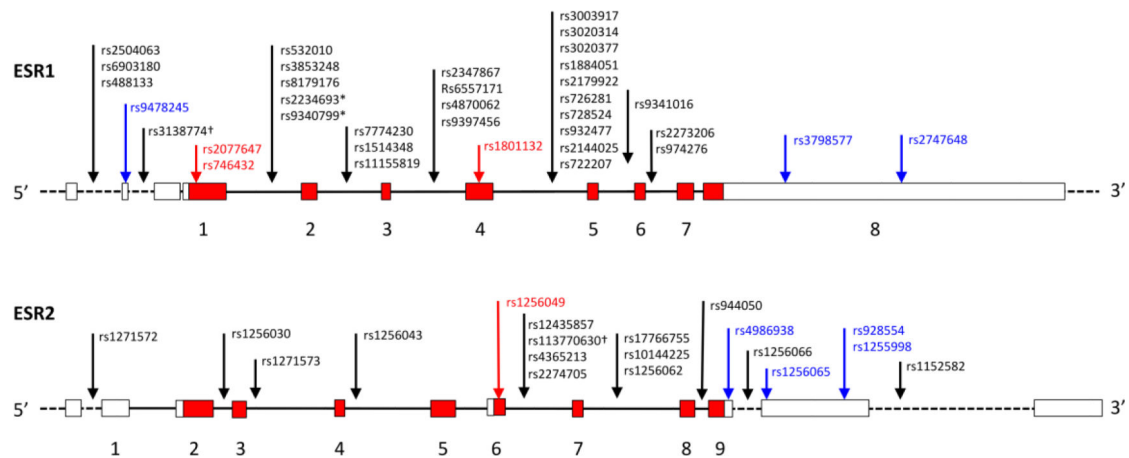 ESR1
rs2504063
rs6903180
rs488133
rs9478245
rs3138774†
rs2077647
rs746432
rs532010
rs3853248
rs8179176
rs2234693*
rs9340799*
rs7774230
rs1514348
rs11155819
rs2347867
Rs6557171
rs4870062
rs9397456
rs1801132
rs3003917
rs3020314
rs3020377
rs1884051
rs2179922
rs726281
rs728524
rs932477
rs2144025
rs722207
rs9341016
rs2273206
rs974276
rs3798577
rs2747648
5' 3'
1 2 3 4 5 6 7 8
ESR2
rs1271572
rs1256030
rs1271573
rs1256043
rs1256049
rs12435857
rs113770630†
rs4365213
rs2274705
rs17766755
rs10144225
rs1256062
rs944050
rs4986938
rs1256066
rs1256065
rs928554
rs1255998
rs1152582
5' 3'
1 2 3 4 5 6 7 8 9